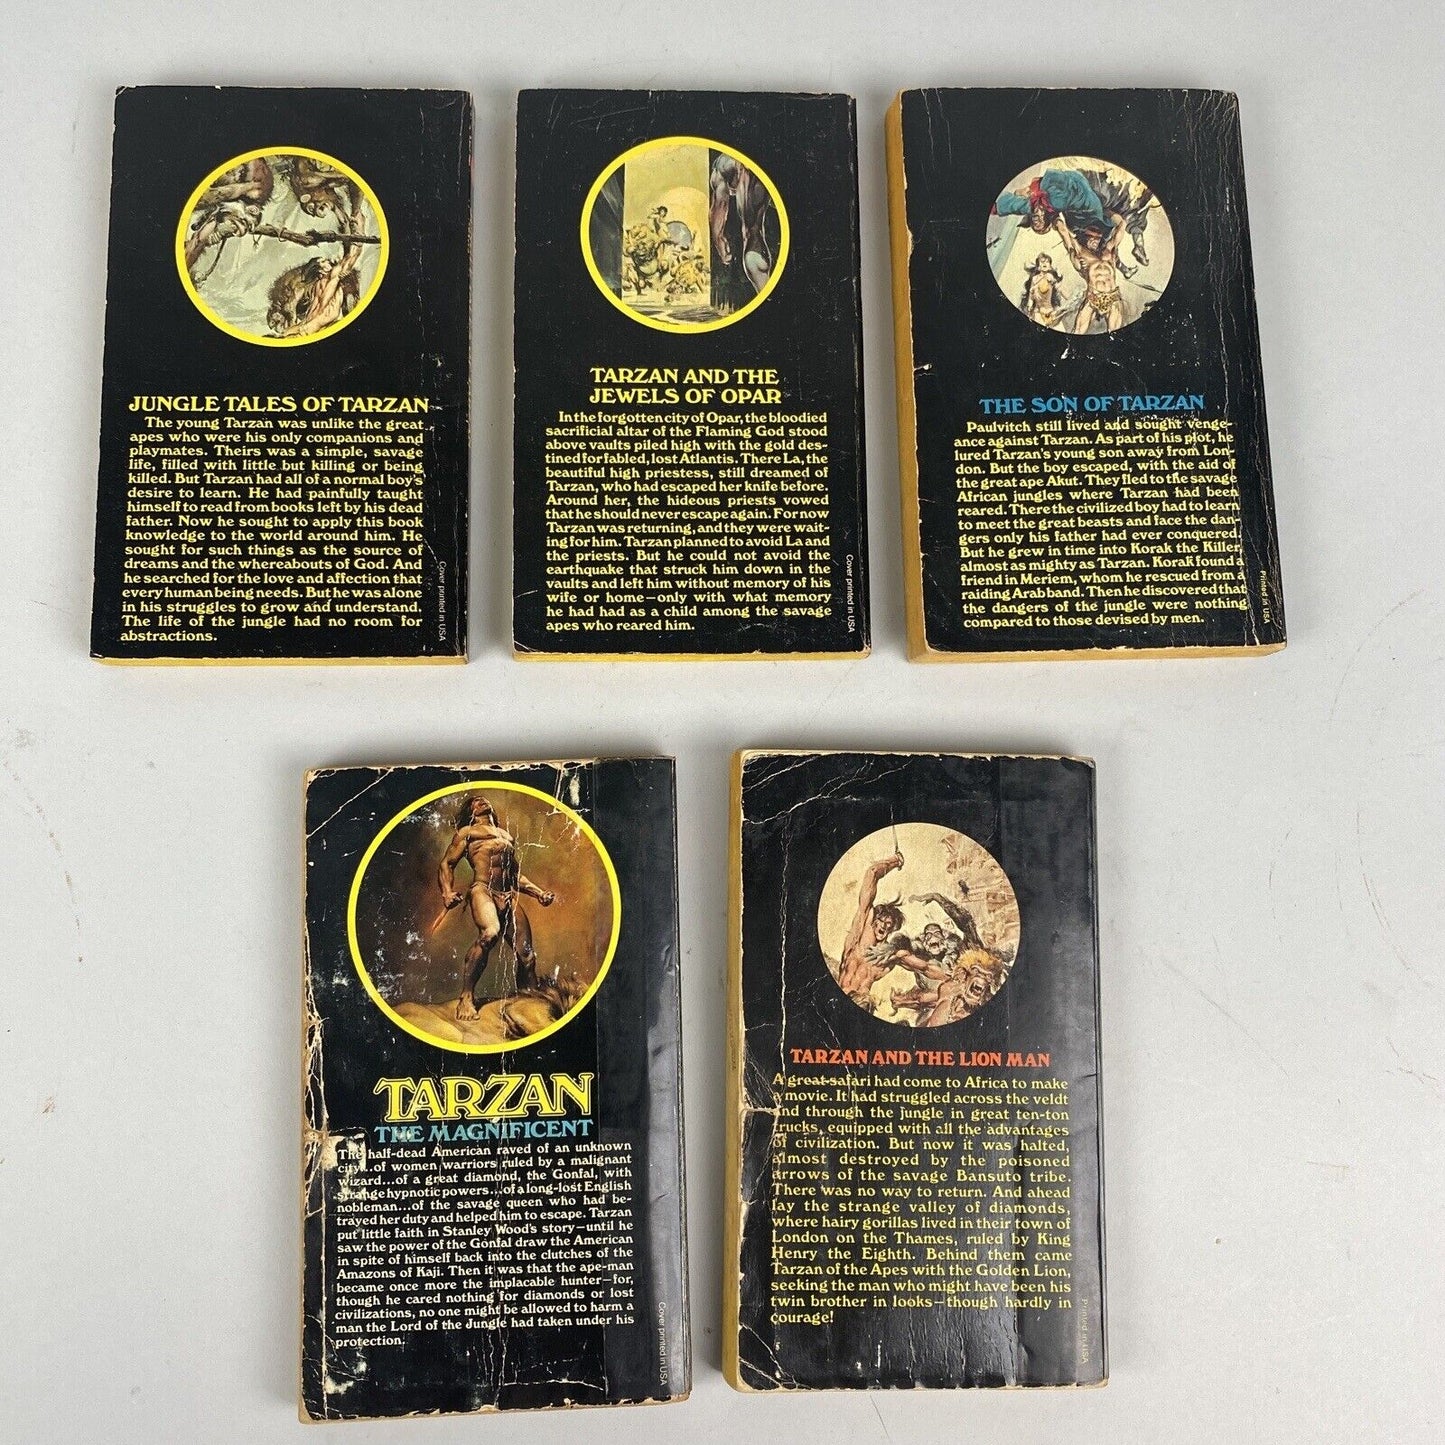 JUNGLE TALES OF TARZAN
The young Tarzan was unlike the great
apes who were his only companions and
playmates. Theirs was a simple, savage
life, filled with little but killing or being
killed. But Tarzan had all of a normal boy's
desire to learn. He had painfully taught
himself to read from books left by his dead
father. Now he sought to apply this book
knowledge to the world around him. He
sought for such things as the source of
dreams and the whereabouts of God. And
he searched for the love and affection that
every human being needs. But he was alone
in his struggles to grow and understand.
The life of the jungle had no room for
abstractions.
Cover printed in USA
TARZAN AND THE
JEWELS OF OPAR
In the forgotten city of Opar, the bloodied
sacrificial altar of the Flaming God stood
above vaults piled high with the gold des-
tined for fabled, lost Atlantis. There La, the
beautiful high priestess, still dreamed of
Tarzan, who had escaped her knife before.
Around her, the hideous priests vowed
that he should never escape again. For now
Tarzan was returning, and they were wait-
ing for him. Tarzan planned to avoid La and
the priests. But he could not avoid the
earthquake that struck him down in the
vaults and left him without memory of his
wife or home—only with what memory
he had had as a child among the savage
apes who reared him.
Cover printed in USA
THE SON OF TARZAN
Paulvitch still lived and sought venge-
ance against Tarzan. As part of his plot, he
lured Tarzan's young son away from Lon-
don. But the boy escaped, with the aid of
the great ape Akut. They fled to the savage
African jungles where Tarzan had been
reared. There the civilized boy had to learn
to meet the great beasts and face the dan-
gers only his father had ever conquered.
But he grew in time into Korak the Killer,
almost as mighty as Tarzan. Korak found a
friend in Meriem, whom he rescued from a
raiding Arab band. Then he discovered that
the dangers of the jungle were nothing
compared to those devised by men.
Printed in USA
TARZAN
THE MAGNIFICENT
The half-dead American raved of an unknown
city...of women warriors ruled by a malignant
wizard...of a great diamond, the Gonfal, with
strange hypnotic powers...of a long-lost English
nobleman...of the savage queen who had be-
trayed her duty and helped him to escape. Tarzan
put little faith in Stanley Wood's story—until he
saw the power of the Gonfal draw the American
in spite of himself back into the clutches of the
Amazons of Kaji. Then it was that the ape-man
became once more the implacable hunter—for,
though he cared nothing for diamonds or lost
civilizations, no one might be allowed to harm a
man the Lord of the Jungle had taken under his
protection.
Cover printed in USA
TARZAN AND THE LION MAN
A great safari had come to Africa to make
a movie. It had struggled across the veldt
and through the jungle in great ten-ton
trucks, equipped with all the advantages
of civilization. But now it was halted,
almost destroyed by the poisoned
arrows of the savage Bansuto tribe.
There was no way to return. And ahead
lay the strange valley of diamonds,
where hairy gorillas lived in their town of
London on the Thames, ruled by King
Henry the Eighth. Behind them came
Tarzan of the Apes with the Golden Lion,
seeking the man who might have been his
twin brother in looks—though hardly in
courage!
Printed in USA